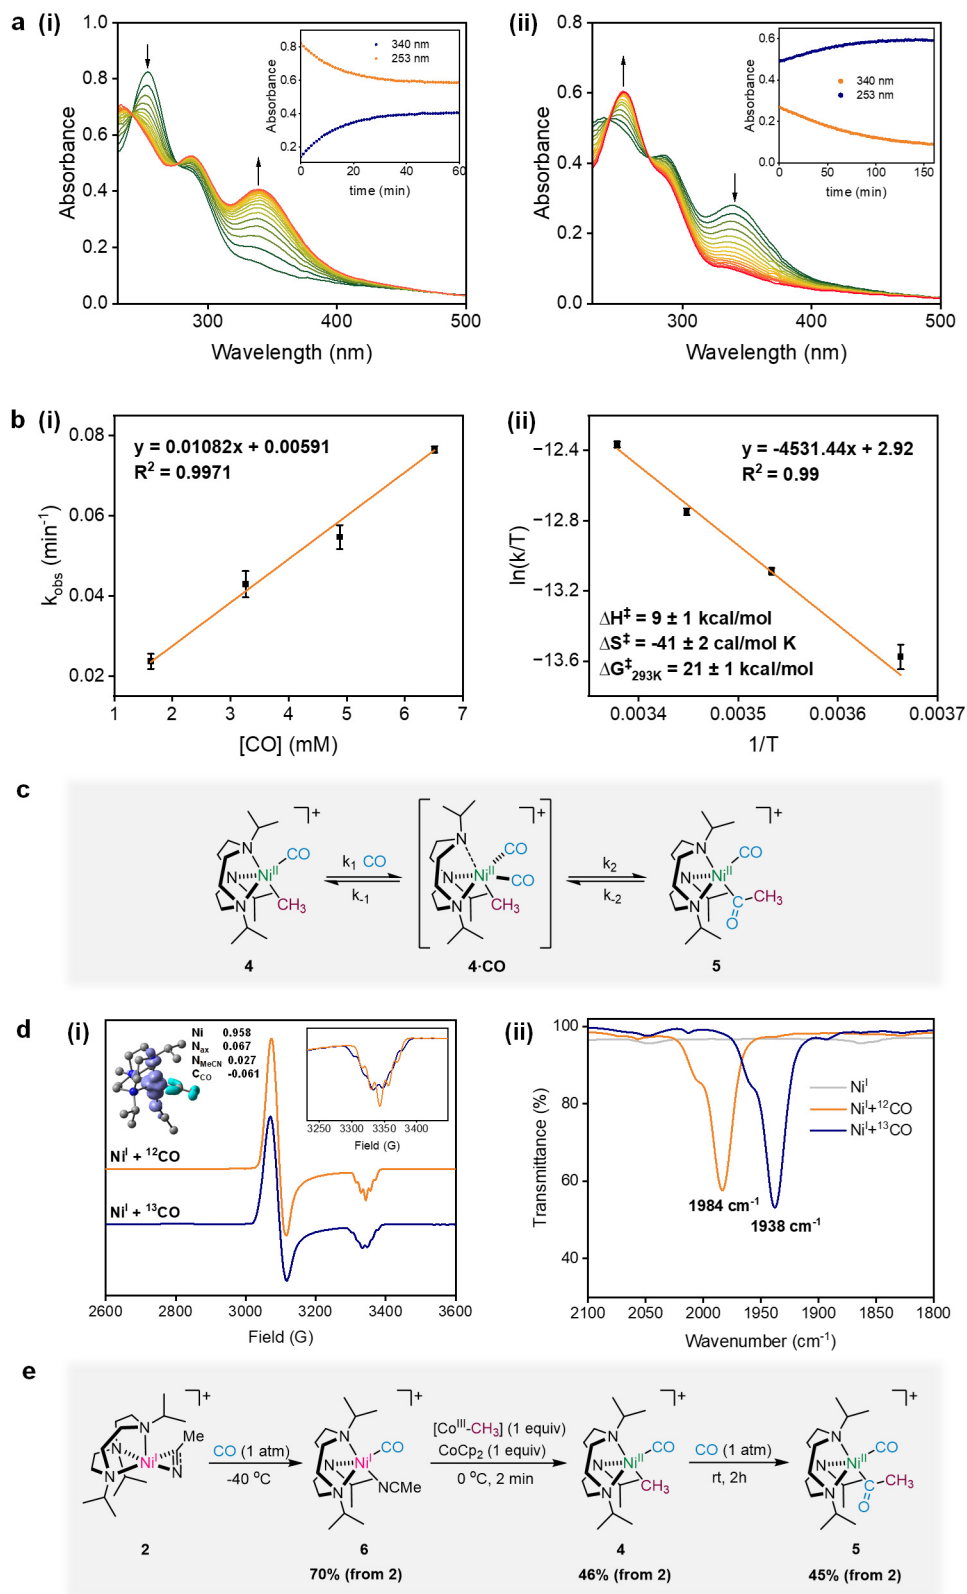 a (i)
1.0
0.8
0.6
0.4
0.2
0.0
Absorbance
300
400
500
Wavelength (nm)
0.8
0.6
0.4
0.2
Absorbance
340 nm
253 nm
0
20
40
60
time (min)
(ii)
0.8
0.6
0.4
0.2
0.0
Absorbance
300
400
500
Wavelength (nm)
0.6
0.4
0.2
0.0
Absorbance
340 nm
253 nm
0
50
100
150
time (min)
b (i)
y = 0.01082x + 0.00591
R² = 0.9971
0.08
0.06
0.04
0.02
k_obs (min⁻¹)
1
2
3
4
5
6
7
[CO] (mM)
(ii)
y = -4531.44x + 2.92
R² = 0.99
−12.4
−12.8
−13.2
−13.6
ln(k/T)
ΔH‡ = 9 ± 1 kcal/mol
ΔS‡ = -41 ± 2 cal/mol K
ΔG‡293K = 21 ± 1 kcal/mol
0.0034
0.0035
0.0036
0.0037
1/T
c
N
N
N
Ni^II
CO
CH₃
+
4
k₁ CO
k₋₁
N
N
N
Ni^II
CO
CO
CH₃
+
4·CO
k₂
k₋₂
N
N
N
Ni^II
CO
C
O
CH₃
+
5
d (i)
Ni 0.958
N_ax 0.067
N_MeCN 0.027
C_CO -0.061
Ni^I + ¹²CO
Ni^I + ¹³CO
3250
3300
3350
3400
Field (G)
2600
2800
3000
3200
3400
3600
Field (G)
(ii)
100
80
60
40
Transmittance (%)
Ni^I
Ni^I+¹²CO
Ni^I+¹³CO
1984 cm⁻¹
1938 cm⁻¹
2100
2050
2000
1950
1900
1850
1800
Wavenumber (cm⁻¹)
e
N
N
N
Ni^I
Me
N
+
2
CO (1 atm)
-40 °C
N
N
N
Ni^I
CO
NCMe
+
6
70% (from 2)
[Co^III-CH₃] (1 equiv)
CoCp₂ (1 equiv)
0 °C, 2 min
N
N
N
Ni^II
CO
CH₃
+
4
46% (from 2)
CO (1 atm)
rt, 2h
N
N
N
Ni^II
CO
C
O
CH₃
+
5
45% (from 2)